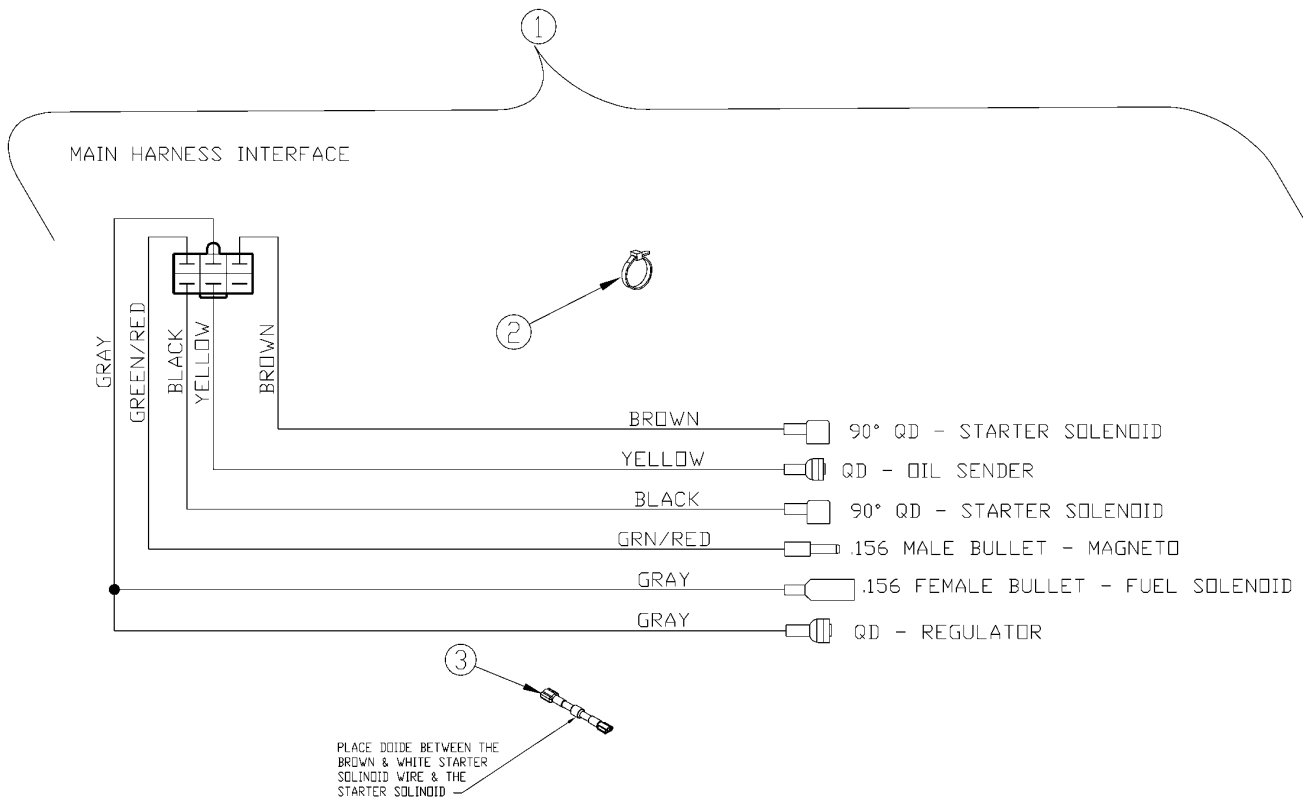 1
MAIN HARNESS INTERFACE
GRAY
GREEN/RED
BLACK
YELLOW
BROWN
2
BROWN
90° QD - STARTER SOLENOID
YELLOW
QD - OIL SENDER
BLACK
90° QD - STARTER SOLENOID
GRN/RED
.156 MALE BULLET - MAGNETO
GRAY
.156 FEMALE BULLET - FUEL SOLENOID
GRAY
QD - REGULATOR
3
PLACE DOIDE BETWEEN THE
BROWN & WHITE STARTER
SOLINOID WIRE & THE
STARTER SOLINOID